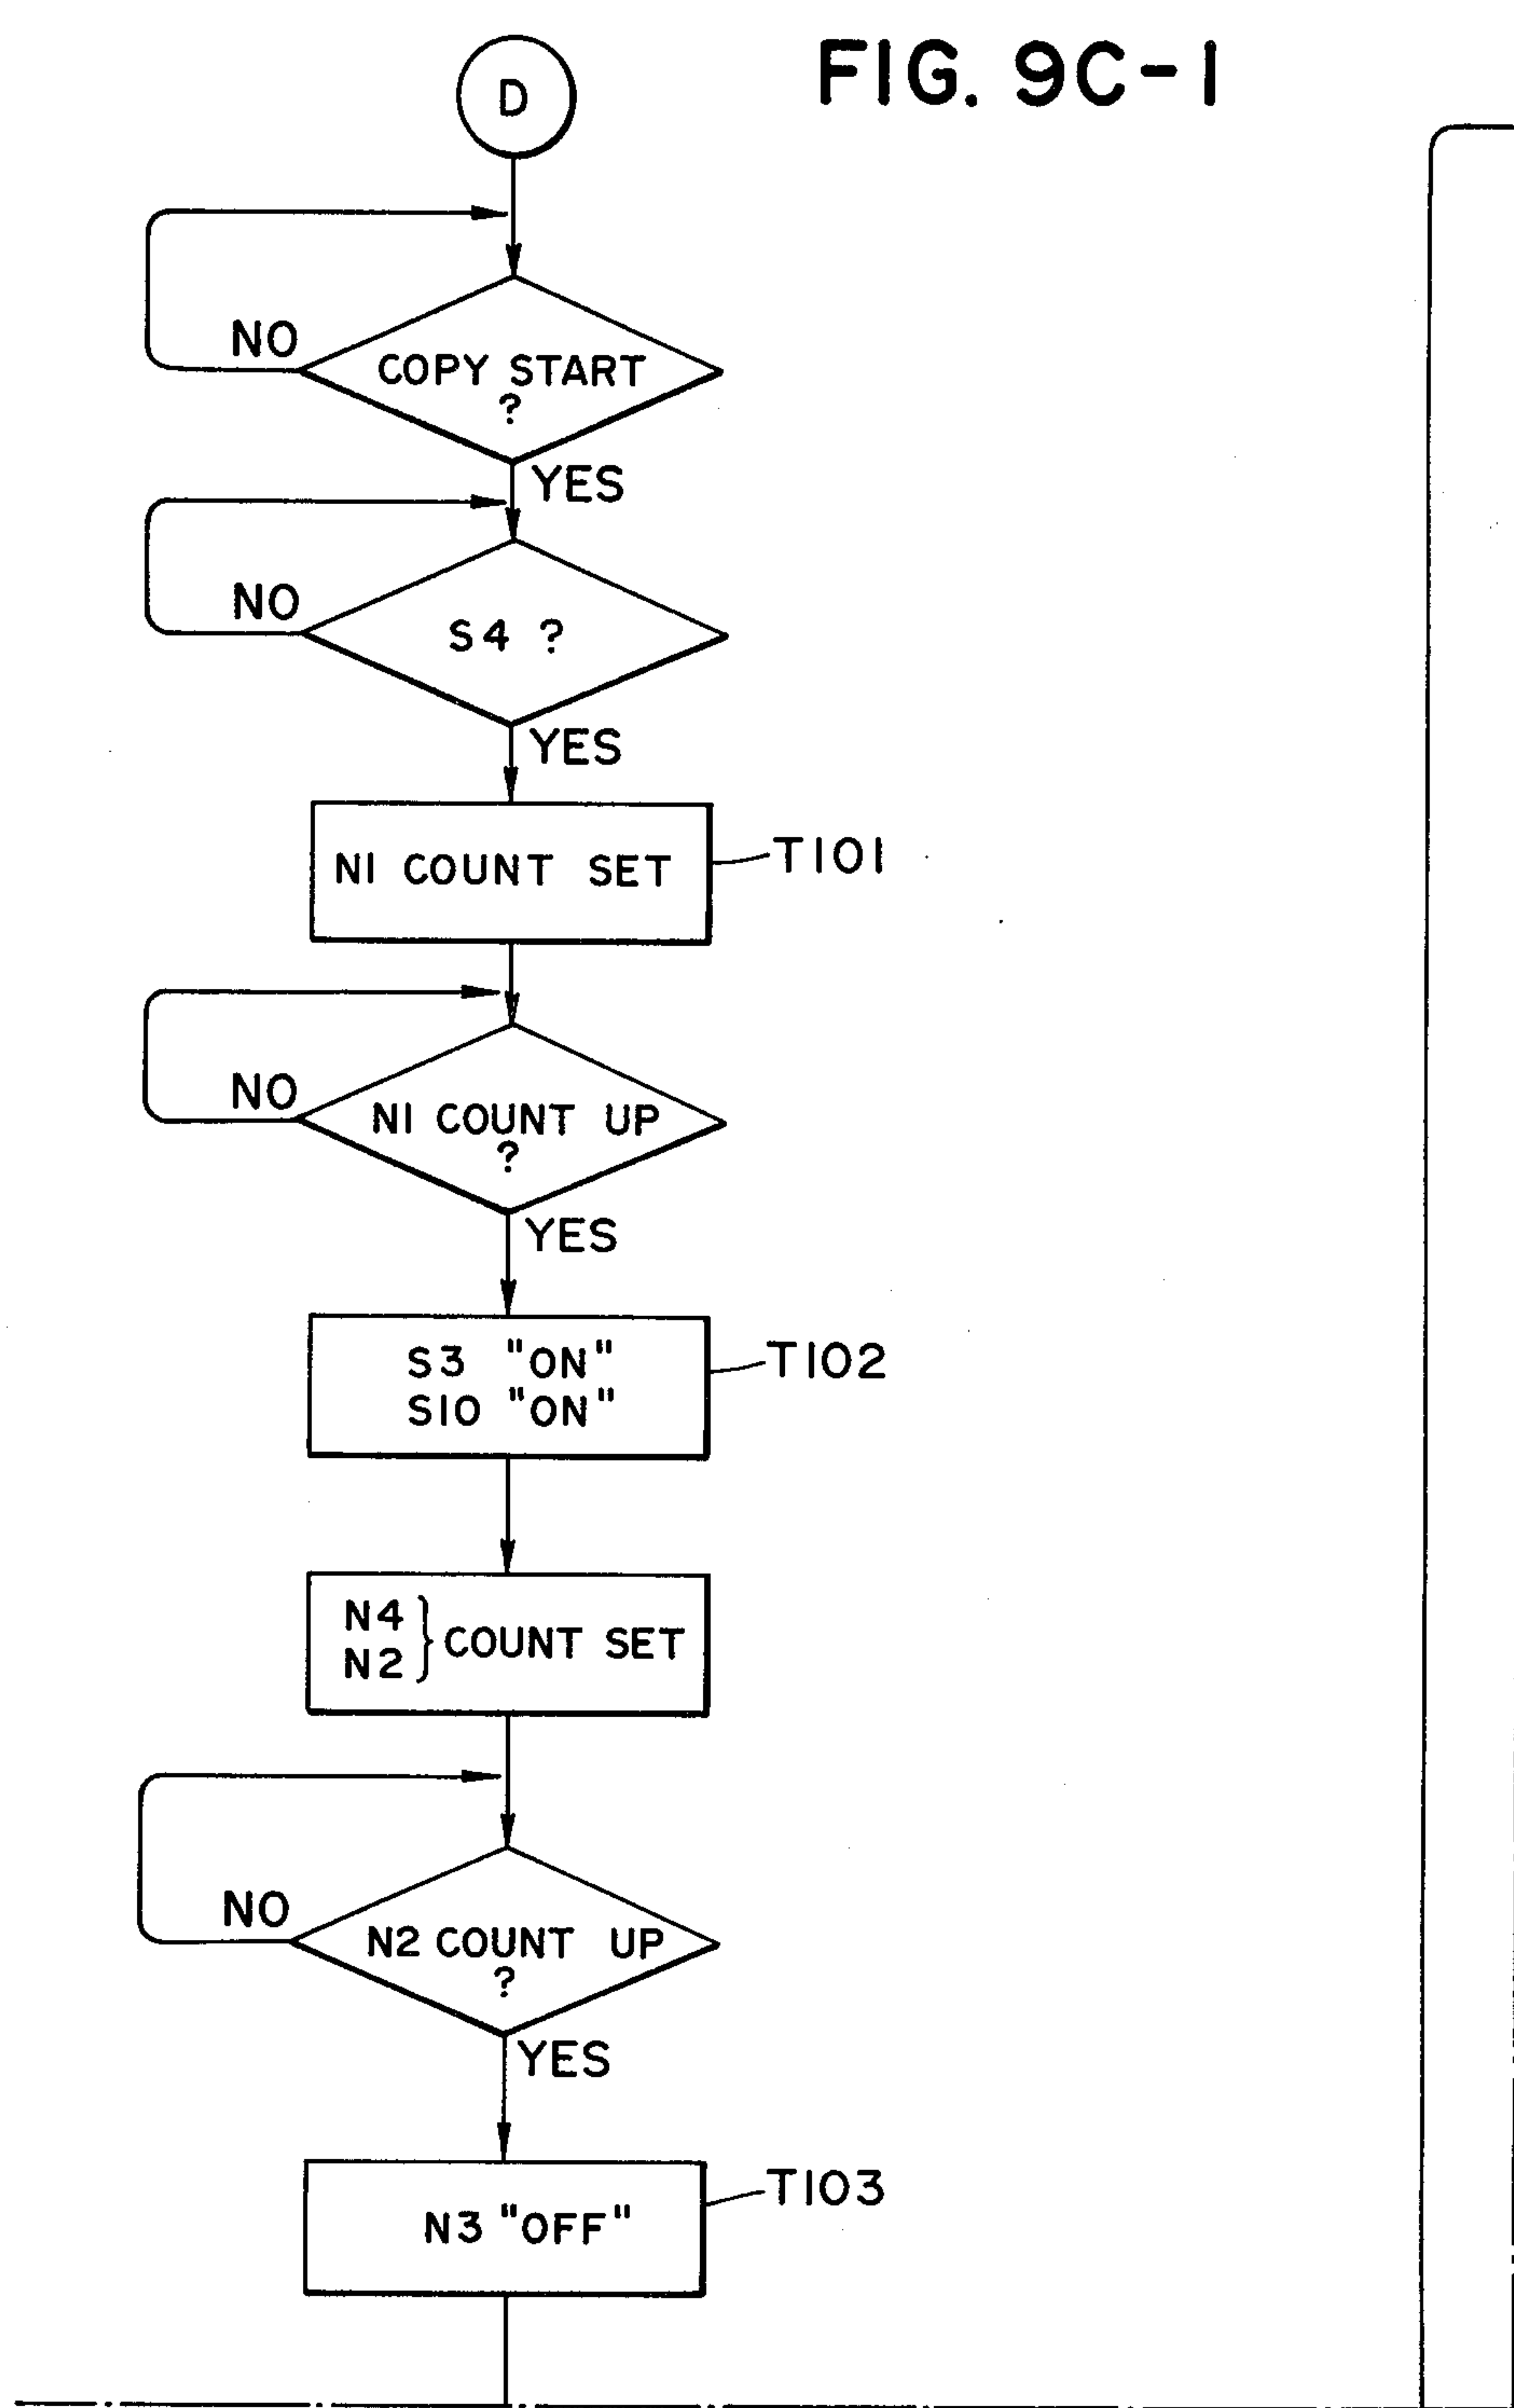 FIG. 9C-1
D
COPY START
?
NO
YES
S4 ?
NO
YES
N1 COUNT SET
T101
N1 COUNT UP
?
NO
YES
S3 "ON"
S10 "ON"
T102
N4
N2
} COUNT SET
N2 COUNT UP
?
NO
YES
N3 "OFF"
T103